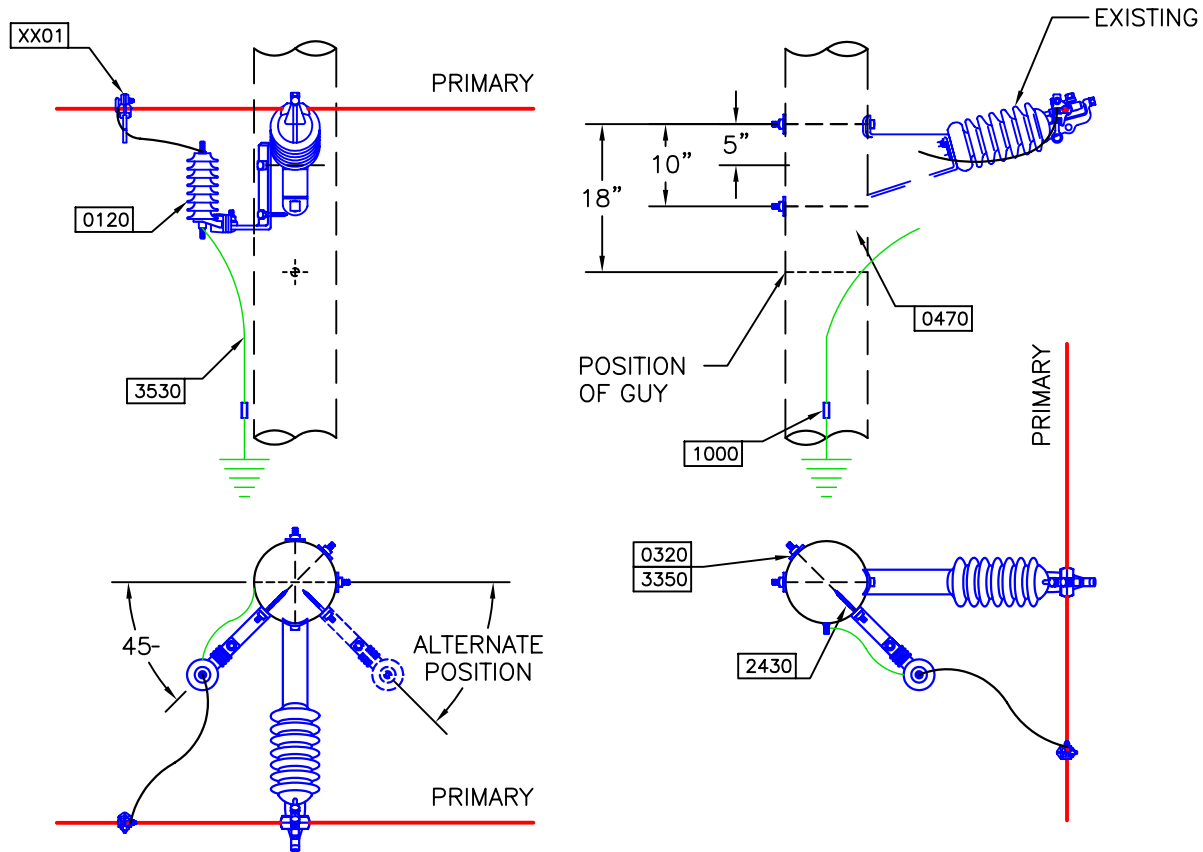 XX01
PRIMARY
0120
3530
EXISTING
5”
10”
18”
0470
POSITION
OF GUY
1000
PRIMARY
45-
ALTERNATE
POSITION
PRIMARY
0320
3350
2430